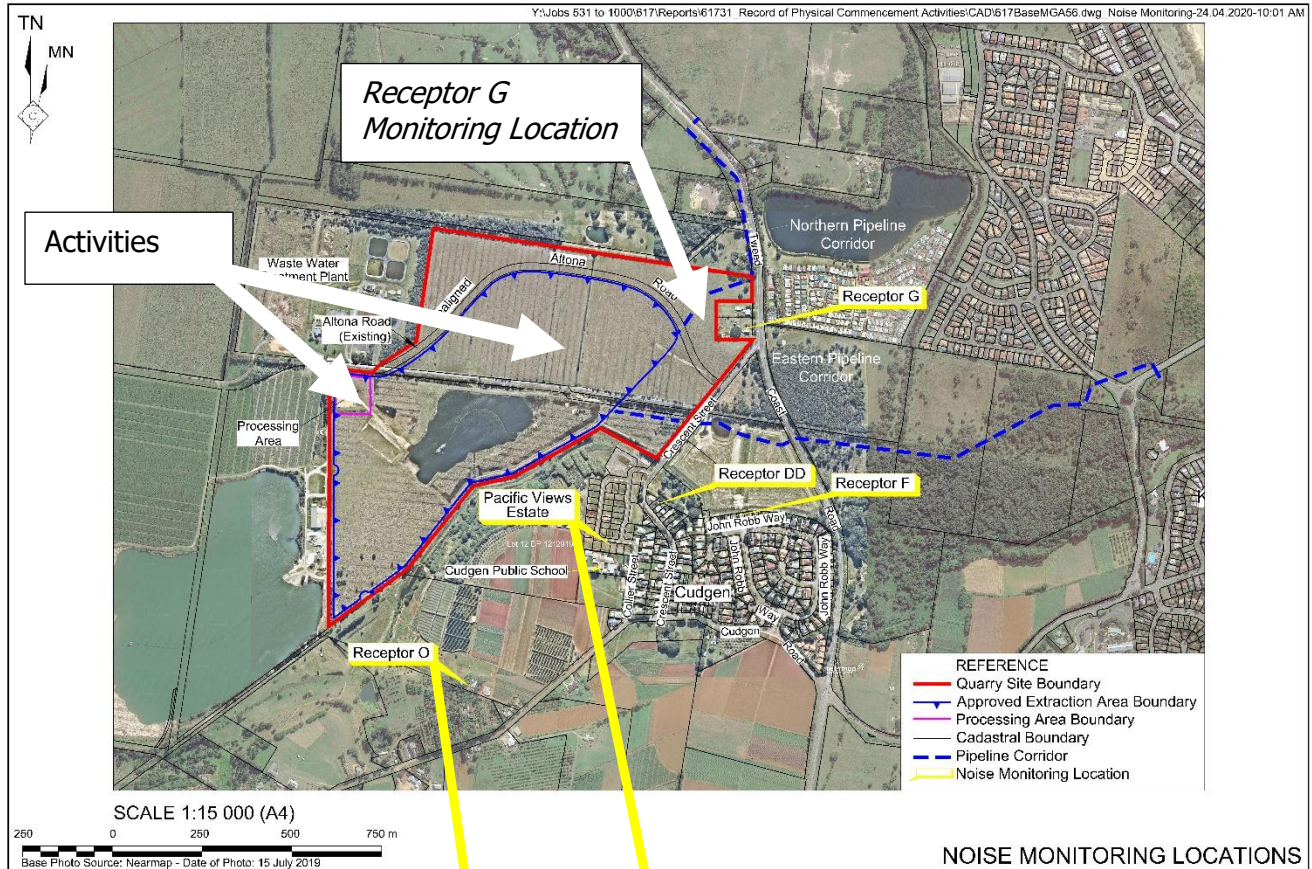 Y:\Jobs 531 to 1000\617\Reports\61731_Record of Physical Commencement Activities\CAD\617BaseMGA56.dwg_Noise Monitoring-24.04.2020-10:01 AM
TN
MN
Receptor G
Monitoring Location
Activities
Northern Pipeline
Corridor
Tweed
Altona
Road
Waste Water
Treatment Plant
Altona Road
(Existing)
Receptor G
Eastern Pipeline
Corridor
Coast
Road
Crescent Street
Processing
Area
Receptor DD
Receptor F
Pacific Views
Estate
John Robb Way
Lot 12 DP 1212919
Cudgen Public School
Collier Street
Crescent Street
John Robb
Way
John Robb Way
Cudgen
Cudgen
Road
Receptor O
REFERENCE
Quarry Site Boundary
Approved Extraction Area Boundary
Processing Area Boundary
Cadastral Boundary
Pipeline Corridor
Noise Monitoring Location
SCALE 1:15 000 (A4)
250 0 250 500 750 m
Base Photo Source: Nearmap - Date of Photo: 15 July 2019
NOISE MONITORING LOCATIONS